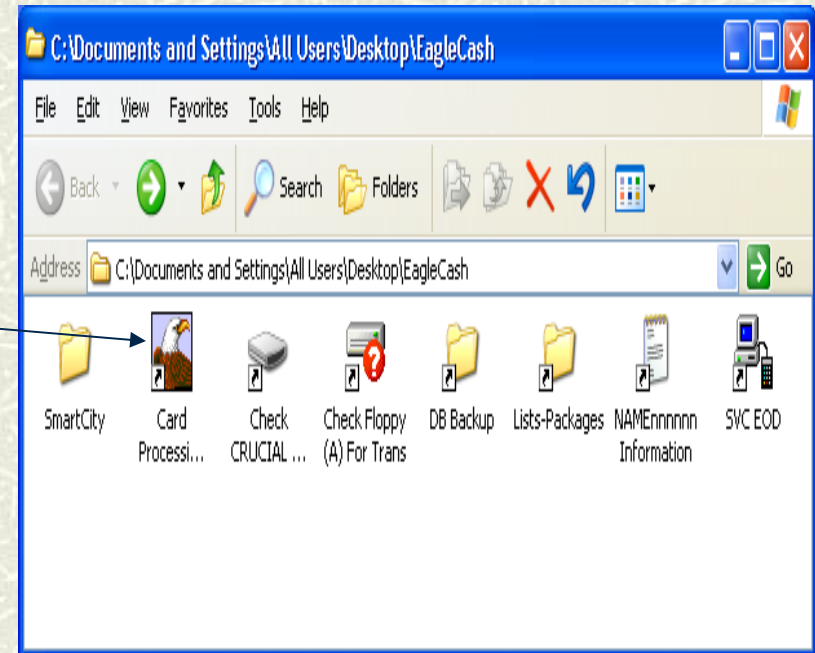 C:\Documents and Settings\All Users\Desktop\EagleCash
File Edit View Favorites Tools Help
Back Search Folders
Address C:\Documents and Settings\All Users\Desktop\EagleCash Go
SmartCity Card Check Check Floppy DB Backup Lists-Packages NAMEnnnnnn SVC EOD
Processi... CRUCIAL ... (A) For Trans Information